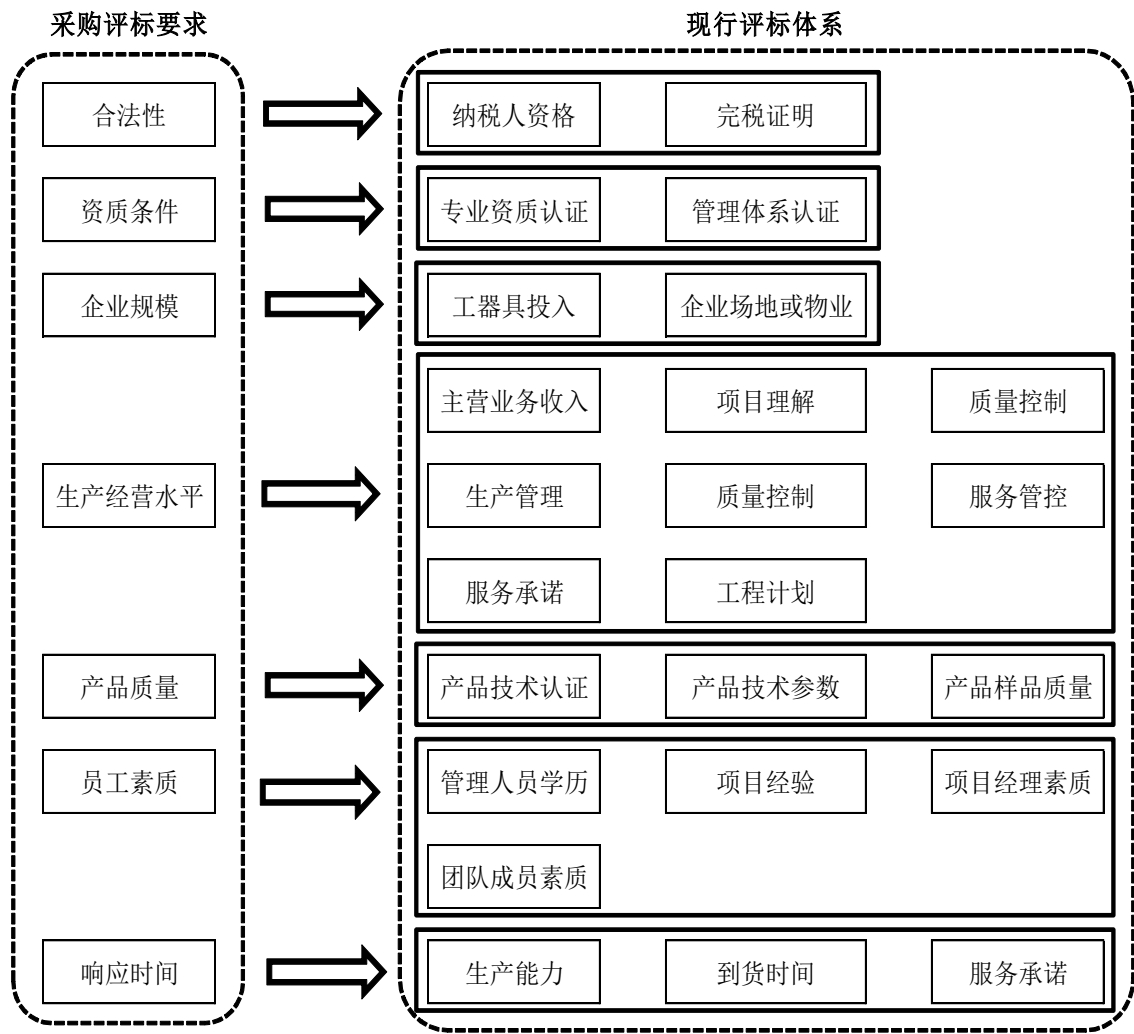 采购评标要求
现行评标体系
合法性
纳税人资格
完税证明
资质条件
专业资质认证
管理体系认证
企业规模
工器具投入
企业场地或物业
生产经营水平
主营业务收入
项目理解
质量控制
生产管理
质量控制
服务管控
服务承诺
工程计划
产品质量
产品技术认证
产品技术参数
产品样品质量
员工素质
管理人员学历
项目经验
项目经理素质
团队成员素质
响应时间
生产能力
到货时间
服务承诺